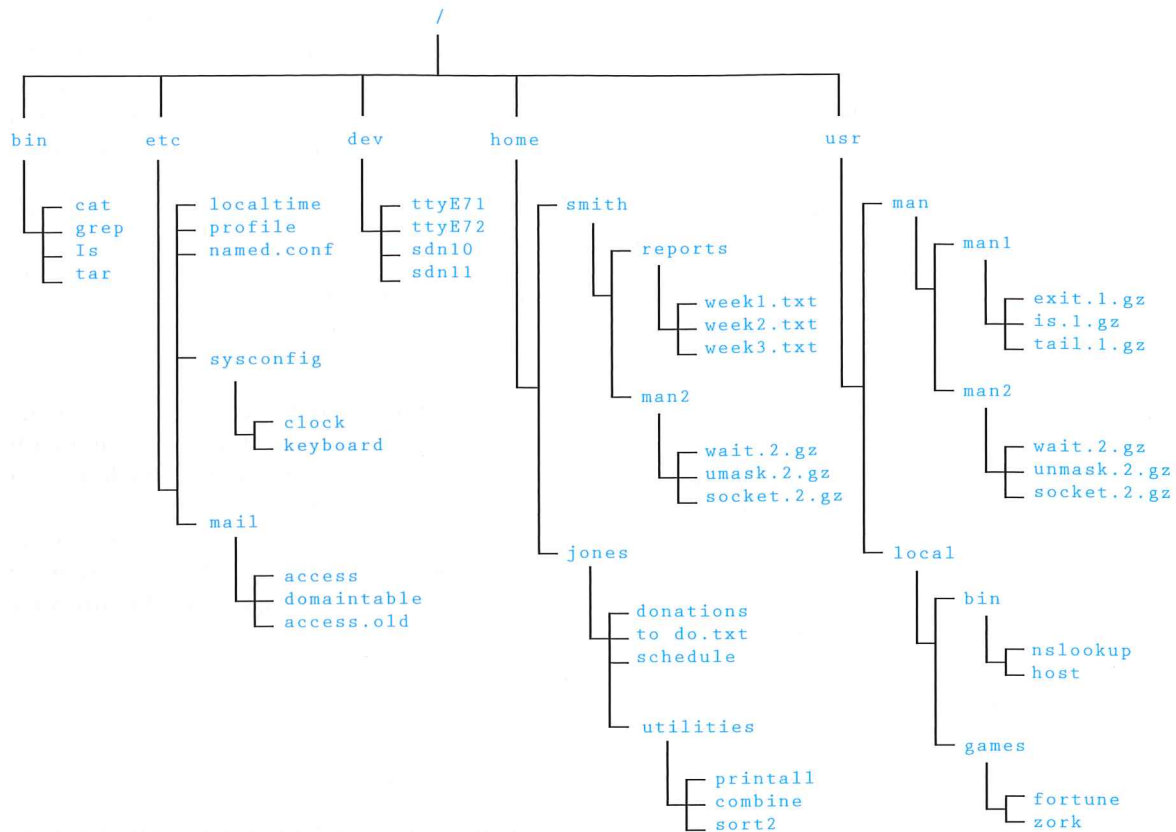 /
bin etc dev home usr
cat
grep
Is
tar
localtime
profile
named.conf
sysconfig
clock
keyboard
mail
access
domaintable
access.old
ttyE71
ttyE72
sdn10
sdn11
smith
reports
week1.txt
week2.txt
week3.txt
man2
wait.2.gz
umask.2.gz
socket.2.gz
jones
donations
to do.txt
schedule
utilities
printall
combine
sort2
man
man1
exit.1.gz
is.1.gz
tail.1.gz
man2
wait.2.gz
unmask.2.gz
socket.2.gz
local
bin
nslookup
host
games
fortune
zork